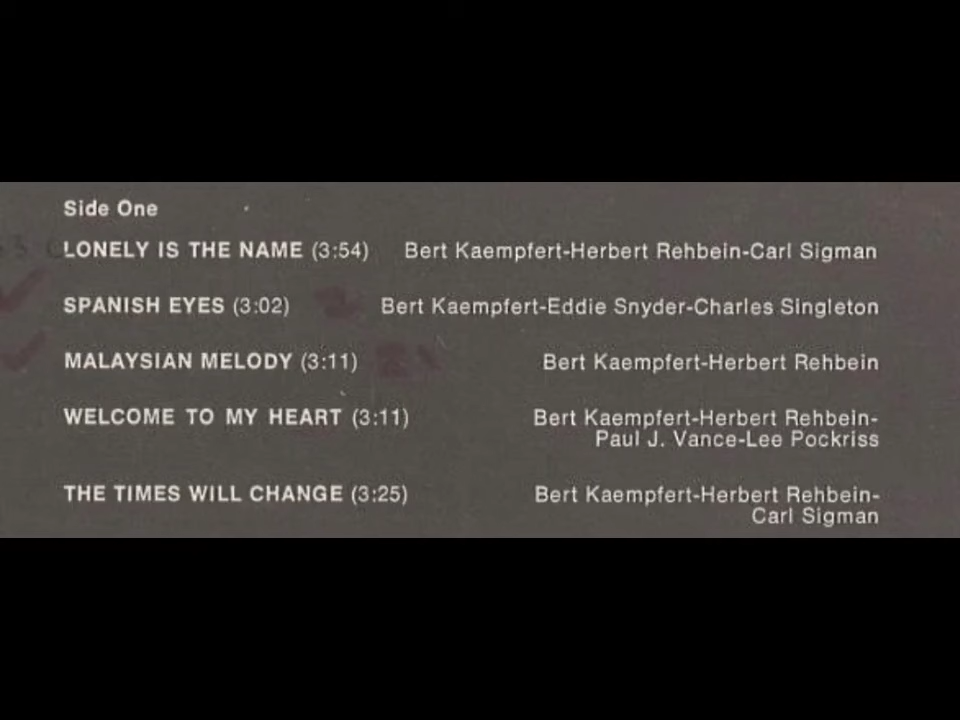 Side One
LONELY IS THE NAME (3:54) Bert Kaempfert-Herbert Rehbein-Carl Sigman
SPANISH EYES (3:02) Bert Kaempfert-Eddie Snyder-Charles Singleton
MALAYSIAN MELODY (3:11) Bert Kaempfert-Herbert Rehbein
WELCOME TO MY HEART (3:11) Bert Kaempfert-Herbert Rehbein-
Paul J. Vance-Lee Pockriss
THE TIMES WILL CHANGE (3:25) Bert Kaempfert-Herbert Rehbein-
Carl Sigman